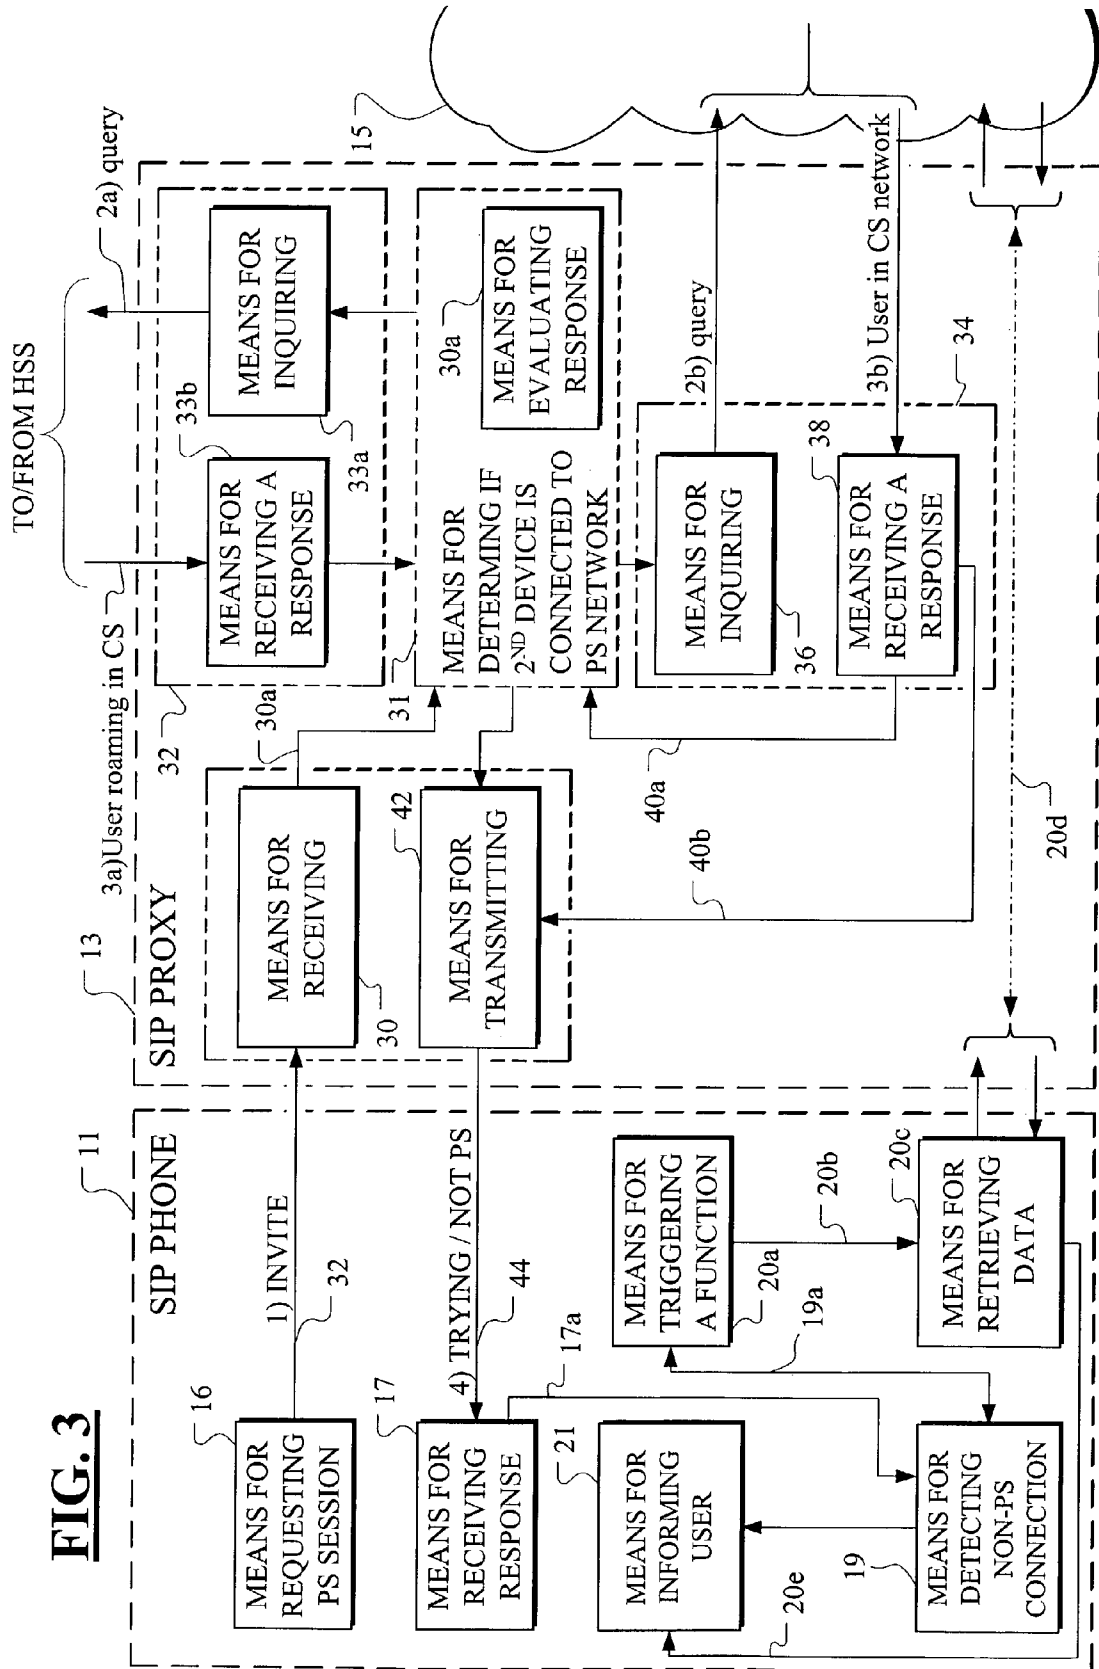 FIG. 3
11
SIP PHONE
16
MEANS FOR
REQUESTING
PS SESSION
1) INVITE
32
17
MEANS FOR
RECEIVING
RESPONSE
4) TRYING / NOT PS
44
17a
21
MEANS FOR
INFORMING
USER
20e
MEANS FOR
TRIGGERING
A FUNCTION
20a
19a
20b
19
MEANS FOR
DETECTING
NON-PS
CONNECTION
20c
MEANS FOR
RETRIEVING
DATA
13
SIP PROXY
MEANS FOR
RECEIVING
30
30a
42
MEANS FOR
TRANSMITTING
TO/FROM HSS
3a)User roaming in CS
2a) query
32
33b
MEANS FOR
RECEIVING A
RESPONSE
33a
MEANS FOR
INQUIRING
31
MEANS FOR
DETERMING IF
2ND DEVICE IS
CONNECTED TO
PS NETWORK
30a
MEANS FOR
EVALUATING
RESPONSE
40a
40b
MEANS FOR
INQUIRING
36
2b) query
38
MEANS FOR
RECEIVING A
RESPONSE
3b) User in CS network
34
20d
15